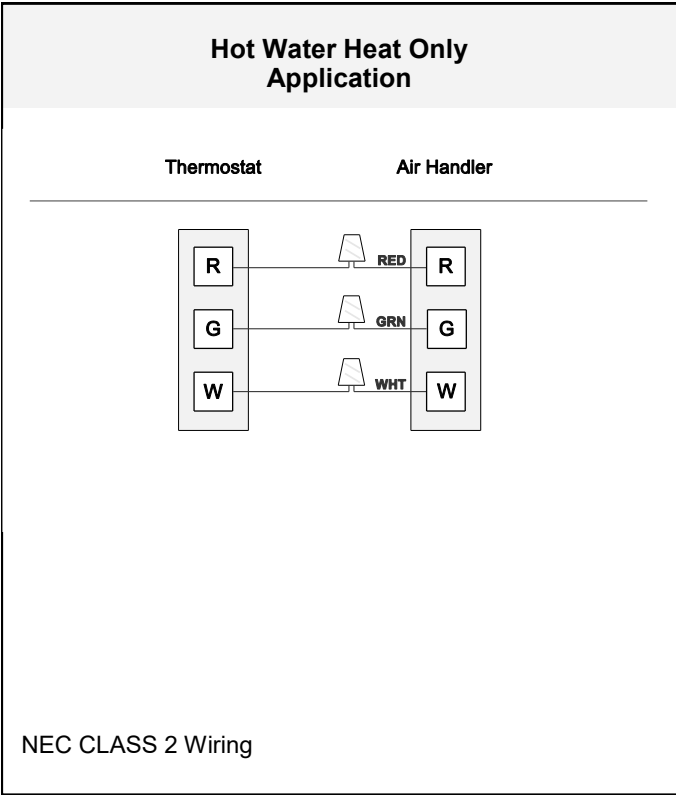 Hot Water Heat Only
Application
Thermostat Air Handler
R RED R
G GRN G
W WHT W
NEC CLASS 2 Wiring